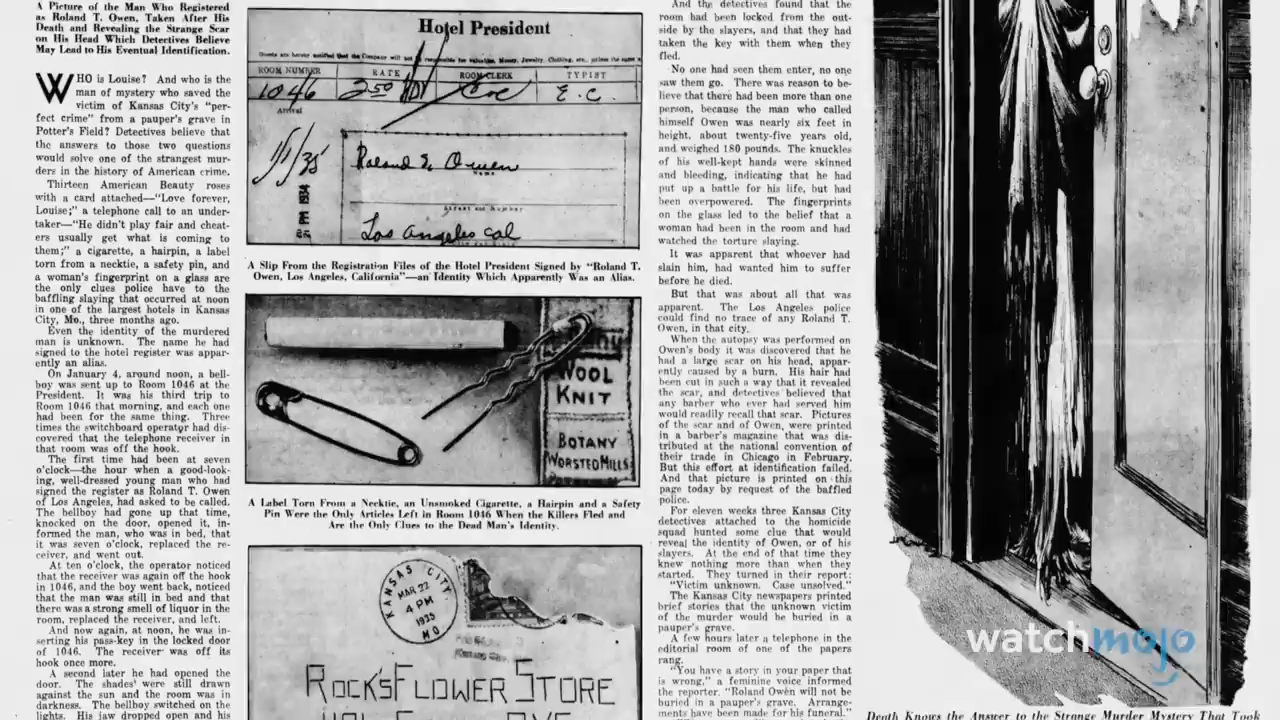 A Picture of the Man Who Registered
as Roland T. Owen, Taken After His
Death and Revealing the Strange Scar
on His Head Which Detectives Believe
May Lead to His Eventual Identification.
WHO is Louise? And who is the
man of mystery who saved the
victim of Kansas City's "per-
fect crime" from a pauper's grave in
Potter's Field? Detectives believe that
the answers to those two questions
would solve one of the strangest mur-
ders in the history of American crime.
Thirteen American Beauty roses
with a card attached—"Love forever,
Louise;" a telephone call to an under-
taker—"He didn't play fair and cheat-
ers usually get what is coming to
them;" a cigarette, a hairpin, a label
torn from a necktie, a safety pin, and
a woman's fingerprint on a glass are
the only clues police have to the
baffling slaying that occurred at noon
in one of the largest hotels in Kansas
City, Mo., three months ago.
Even the identity of the murdered
man is unknown. The name he had
signed to the hotel register was appar-
ently an alias.
On January 4, around noon, a bell-
boy was sent up to Room 1046 at the
President. It was his third trip to
Room 1046 that morning, and each one
had been for the same thing. Three
times the switchboard operator had dis-
covered that the telephone receiver in
that room was off the hook.
The first time had been at seven
o'clock—the hour when a good-look-
ing, well-dressed young man who had
signed the register as Roland T. Owen
of Los Angeles, had asked to be called.
The bellboy had gone up that time,
knocked on the door, opened it, in-
formed the man, who was in bed, that
it was seven o'clock, replaced the re-
ceiver, and went out.
At ten o'clock, the operator noticed
that the receiver was again off the hook
in 1046, and the boy went back, noticed
that the man was still in bed and that
there was a strong smell of liquor in the
room, replaced the receiver, and left.
And now again, at noon, he was in-
serting his pass-key in the locked door
of 1046. The receiver was off its
hook once more.
A second later he had opened the
door. The shades were still drawn
against the sun and the room was in
darkness. The bellboy switched on the
lights. His jaw dropped open and his
Hotel President
Guests are hereby notified that the Company will not be responsible for valuables, Money, Jewelry, Clothing, etc., unless the same
ROOM NUMBER RATE ROOM CLERK TYPIST
1046 2 50 E.C.
Arrival
1/1/35
Roland T. Owen
Name
Street and Number
Los Angeles Cal
A Slip From the Registration Files of the Hotel President Signed by "Roland T.
Owen, Los Angeles, California"—an Identity Which Apparently Was an Alias.
WOOL
KNIT
BOTANY
WORSTED MILLS
A Label Torn From a Necktie, an Unsmoked Cigarette, a Hairpin and a Safety
Pin Were the Only Articles Left in Room 1046 When the Killers Fled and
Are the Only Clues to the Dead Man's Identity.
KANSAS CITY,
MAR 22
4 PM
1935
MO
ROCK'S FLOWER STORE
And the detectives found that the
room had been locked from the out-
side by the slayers, and that they had
taken the key with them when they
fled.
No one had seen them enter, no one
saw them go. There was reason to be-
lieve that there had been more than one
person, because the man who called
himself Owen was nearly six feet in
height, about twenty-five years old,
and weighed 180 pounds. The knuckles
of his well-kept hands were skinned
and bleeding, indicating that he had
put up a battle for his life, but had
been overpowered. The fingerprints
on the glass led to the belief that a
woman had been in the room and had
watched the torture slaying.
It was apparent that whoever had
slain him, had wanted him to suffer
before he died.
But that was about all that was
apparent. The Los Angeles police
could find no trace of any Roland T.
Owen, in that city.
When the autopsy was performed on
Owen's body it was discovered that he
had a large scar on his head, appar-
ently caused by a burn. His hair had
been cut in such a way that it revealed
the scar, and detectives believed that
any barber who ever had served him
would readily recall that scar. Pictures
of the scar and of Owen, were printed
in a barber's magazine that was dis-
tributed at the national convention of
their trade in Chicago in February.
But this effort at identification failed.
And that picture is printed on this
page today by request of the baffled
police.
For eleven weeks three Kansas City
detectives attached to the homicide
squad hunted some clue that would
reveal the identity of Owen, or of his
slayers. At the end of that time they
knew nothing more than when they
started. They turned in their report:
"Victim unknown. Case unsolved."
The Kansas City newspapers printed
brief stories that the unknown victim
of the murder would be buried in a
pauper's grave.
A few hours later a telephone in the
editorial room of one of the papers
rang.
"You have a story in your paper that
is wrong," a feminine voice informed
the reporter. "Roland Owen will not be
buried in a pauper's grave. Arrange-
ments have been made for his funeral."
watchmojo
Death Knows the Answer to the Strange Murder Mystery That Took